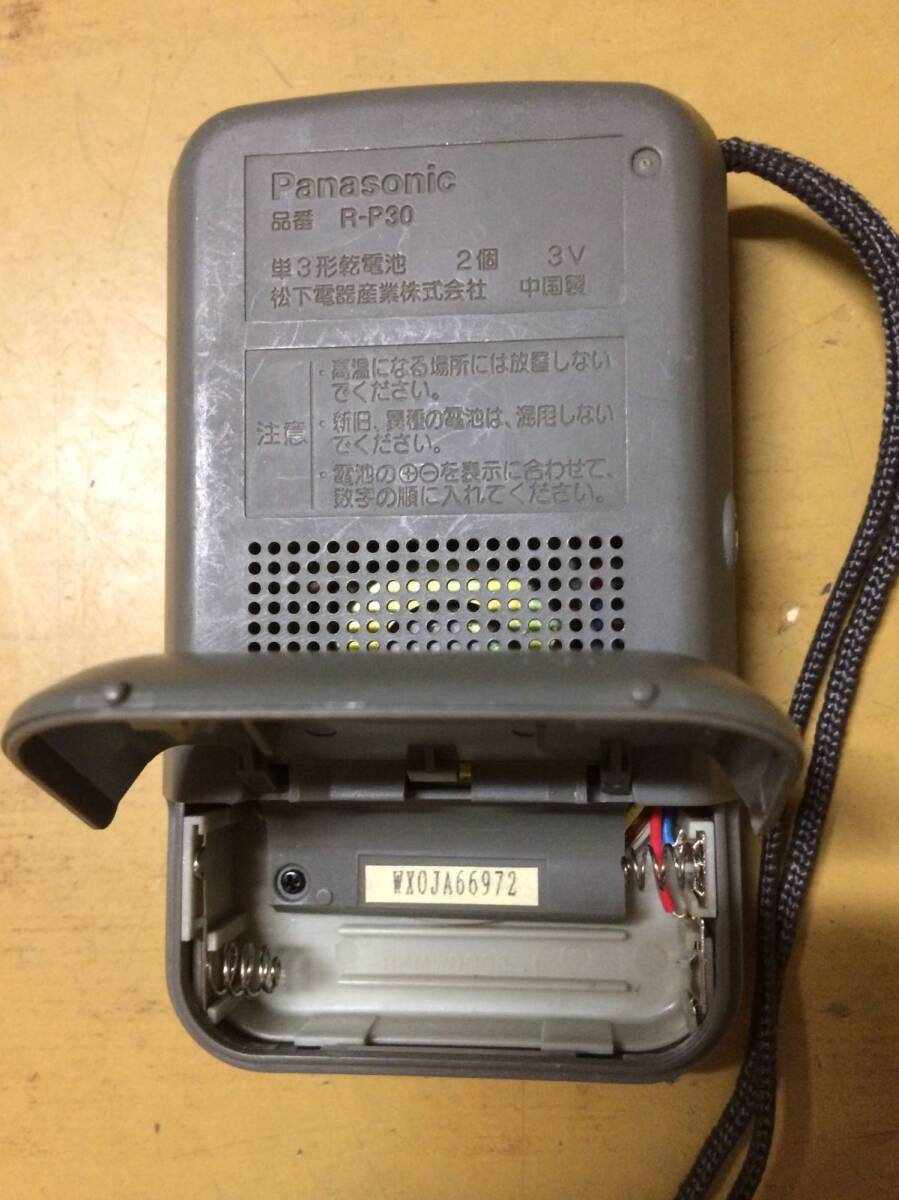 Panasonic
品番 R-P30
単3形乾電池 2個 3V
松下電器産業株式会社 中国製
注意
・高温になる場所には放置しない
でください。
・新旧、異種の電池は、混用しない
でください。
・電池の⊕⊖を表示に合わせて、
数字の順に入れてください。
WX0JA66972